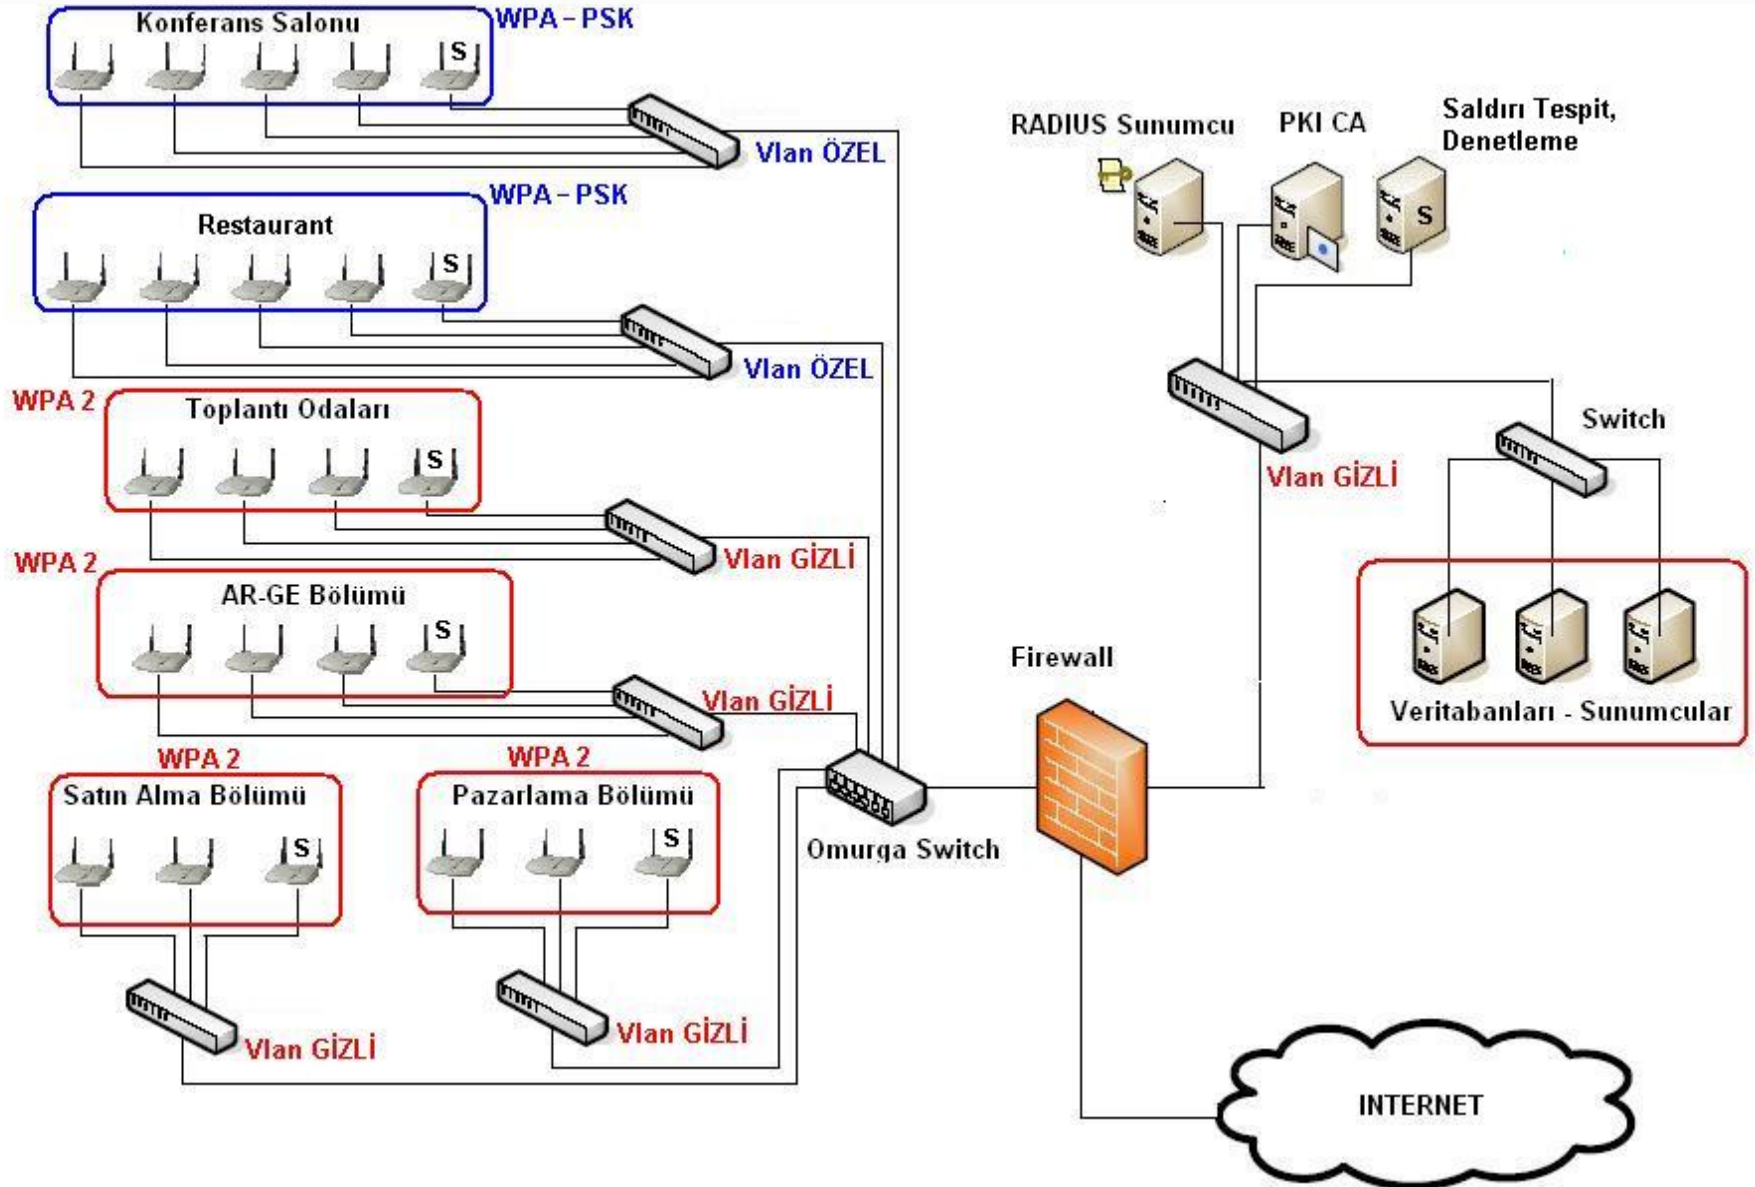 Konferans Salonu
WPA - PSK
S
Vlan ÖZEL
WPA - PSK
Restaurant
S
Vlan ÖZEL
WPA 2
Toplantı Odaları
S
Vlan GİZLİ
WPA 2
AR-GE Bölümü
S
Vlan GİZLİ
WPA 2
Satın Alma Bölümü
S
Vlan GİZLİ
WPA 2
Pazarlama Bölümü
S
Vlan GİZLİ
Omurga Switch
Firewall
RADIUS Sunumcu
PKI CA
Saldırı Tespit,
Denetleme
S
Vlan GİZLİ
Switch
Veritabanları - Sunumcular
INTERNET